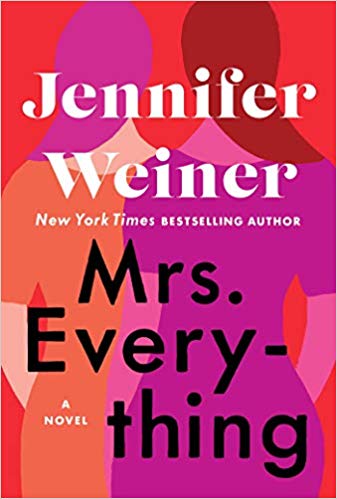 Jennifer
Weiner
New York Times BESTSELLING AUTHOR
Mrs.
Every-
thing
A
NOVEL